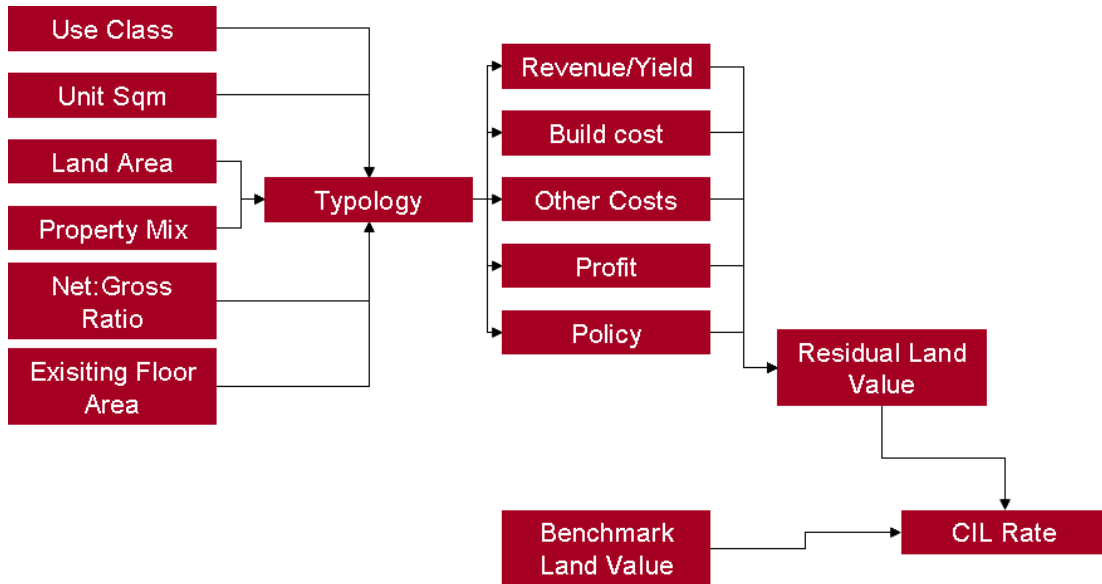 Use Class
Unit Sqm
Land Area
Property Mix
Net:Gross
Ratio
Exisiting Floor
Area
Typology
Revenue/Yield
Build cost
Other Costs
Profit
Policy
Residual Land
Value
Benchmark
Land Value
CIL Rate